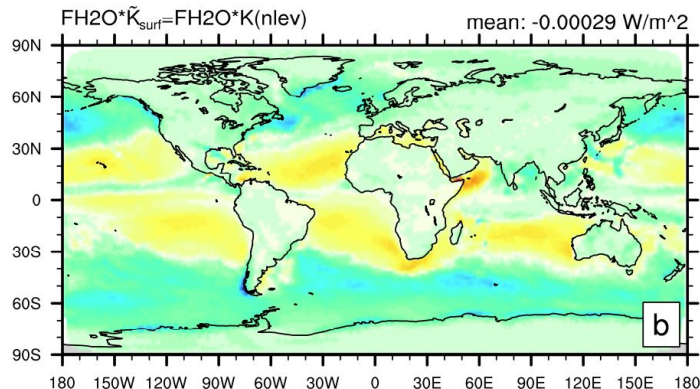 FH2O*K̃surf=FH2O*K(nlev) mean: -0.00029 W/m^2
90N
60N
30N
0
30S
60S
b
90S
180 150W 120W 90W 60W 30W 0 30E 60E 90E 120E 150E 180